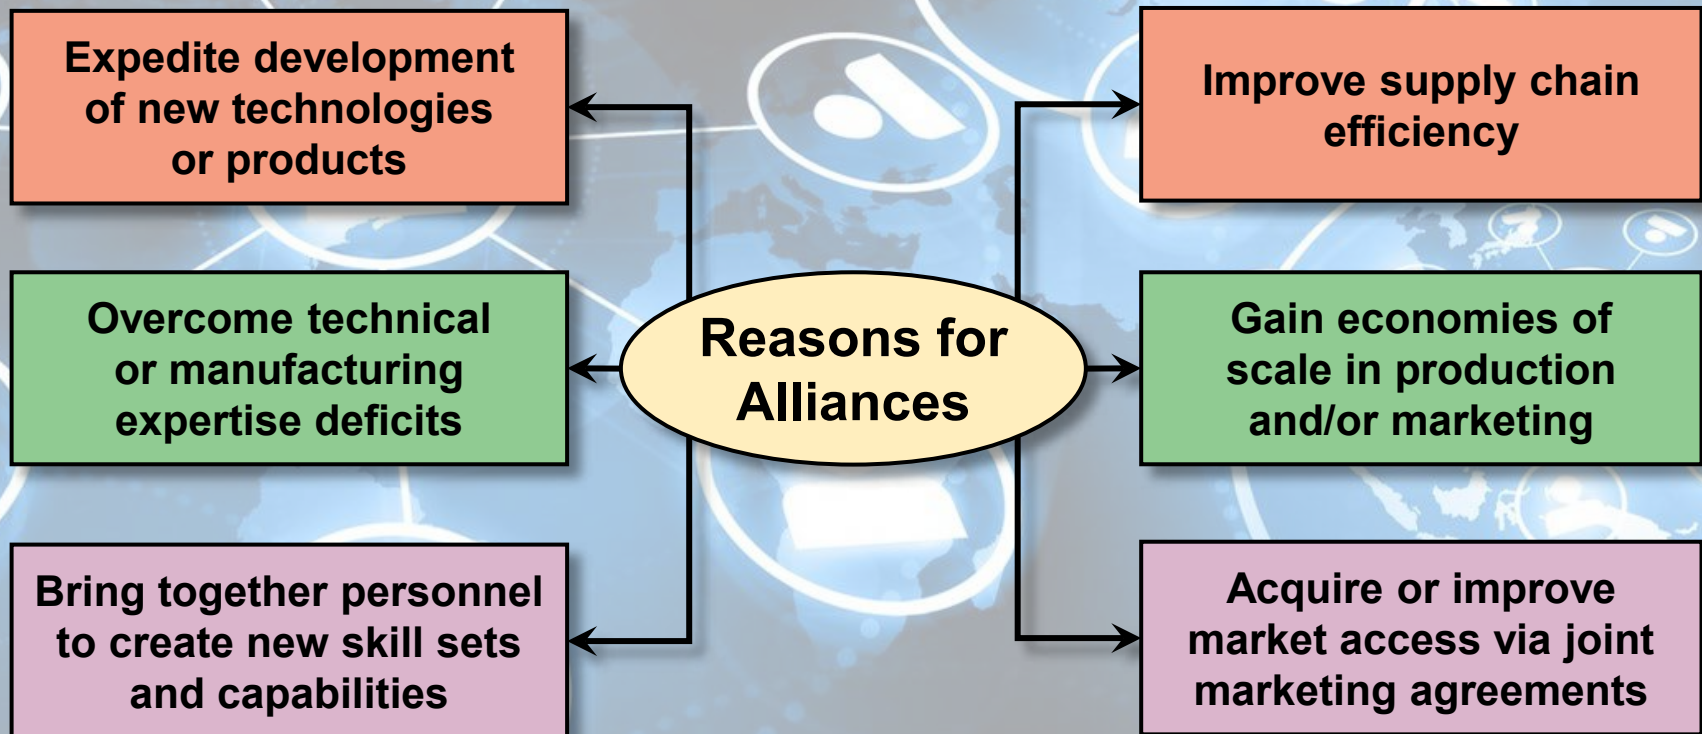 Expedite development
of new technologies
or products
Overcome technical
or manufacturing
expertise deficits
Bring together personnel
to create new skill sets
and capabilities
Reasons for
Alliances
Improve supply chain
efficiency
Gain economies of
scale in production
and/or marketing
Acquire or improve
market access via joint
marketing agreements